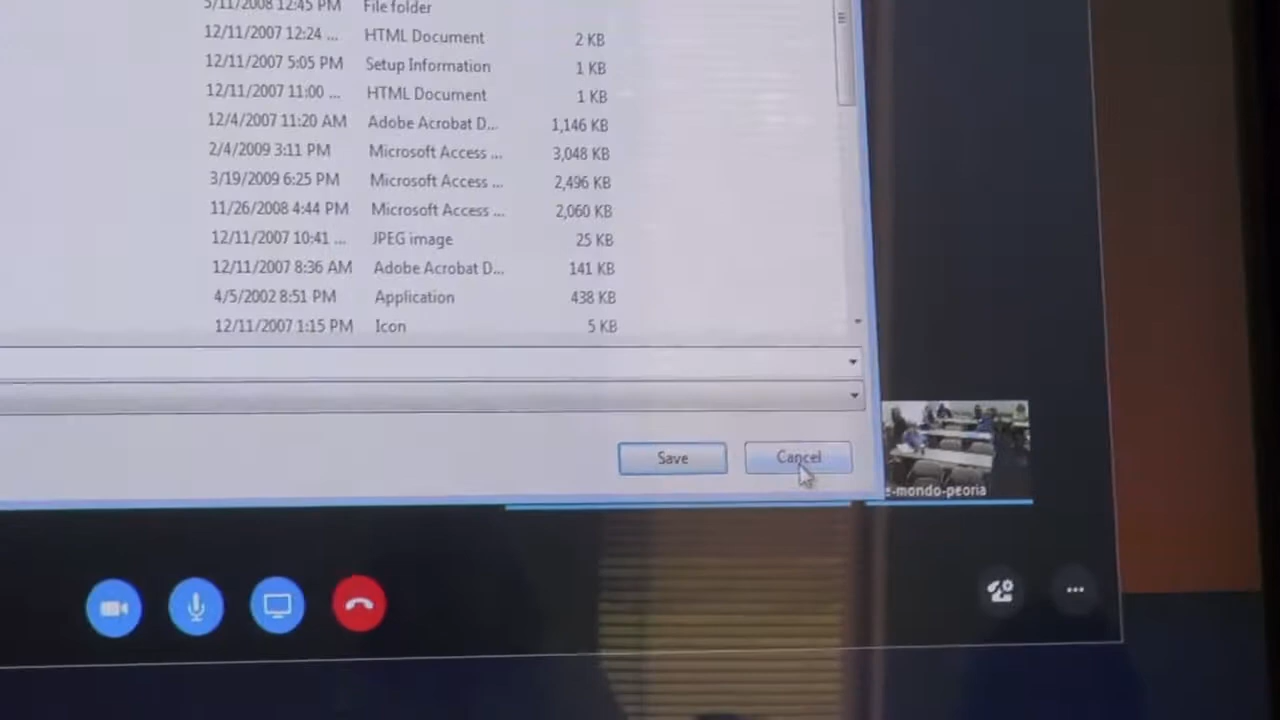 5/11/2008 12:45 PM File folder
12/11/2007 12:24 ... HTML Document 2 KB
12/11/2007 5:05 PM Setup Information 1 KB
12/11/2007 11:00 ... HTML Document 1 KB
12/4/2007 11:20 AM Adobe Acrobat D... 1,146 KB
2/4/2009 3:11 PM Microsoft Access ... 3,048 KB
3/19/2009 6:25 PM Microsoft Access ... 2,496 KB
11/26/2008 4:44 PM Microsoft Access ... 2,060 KB
12/11/2007 10:41 ... JPEG image 25 KB
12/11/2007 8:36 AM Adobe Acrobat D... 141 KB
4/5/2002 8:51 PM Application 438 KB
12/11/2007 1:15 PM Icon 5 KB
Save Cancel
e-mondo-peoria